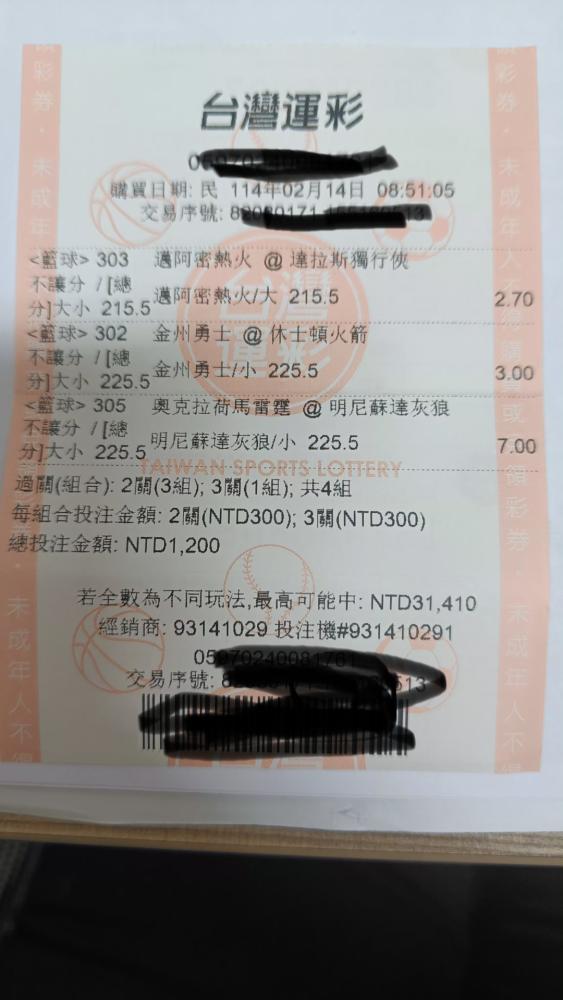 台灣運彩
購買日期: 民 114年02月14日 08:51:05
交易序號:
<籃球> 303 邁阿密熱火 @ 達拉斯獨行俠
不讓分 / [總分]大小 215.5 邁阿密熱火/大 215.5 2.70
<籃球> 302 金州勇士 @ 休士頓火箭
不讓分 / [總分]大小 225.5 金州勇士/小 225.5 3.00
<籃球> 305 奧克拉荷馬雷霆 @ 明尼蘇達灰狼
不讓分 / [總分]大小 225.5 明尼蘇達灰狼/小 225.5 7.00
TAIWAN SPORTS LOTTERY
過關(組合): 2關(3組); 3關(1組); 共4組
每組合投注金額: 2關(NTD300); 3關(NTD300)
總投注金額: NTD1,200
若全數為不同玩法,最高可能中: NTD31,410
經銷商: 93141029 投注機#931410291
交易序號: